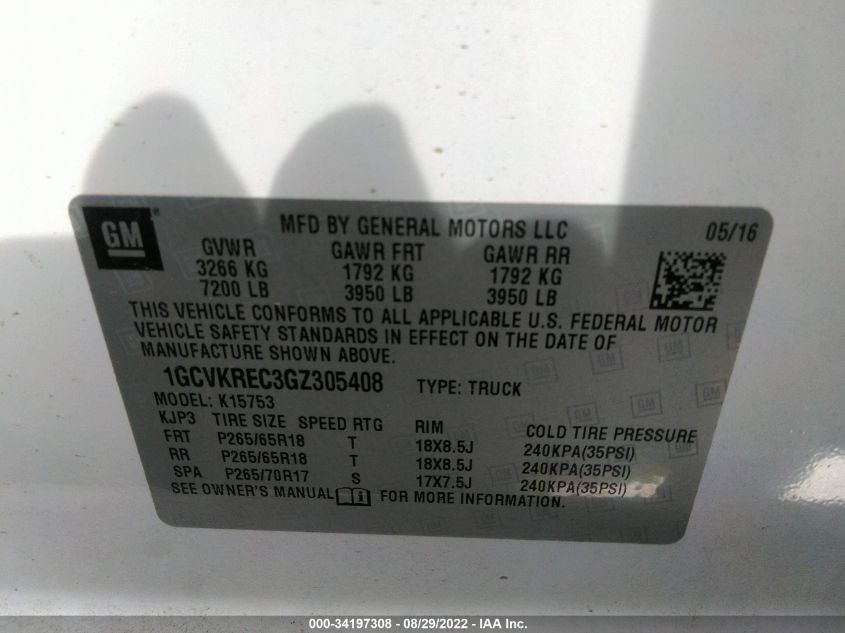 GM ®
MFD BY GENERAL MOTORS LLC 05/16
GVWR GAWR FRT GAWR RR
3266 KG 1792 KG 1792 KG
7200 LB 3950 LB 3950 LB
THIS VEHICLE CONFORMS TO ALL APPLICABLE U.S. FEDERAL MOTOR
VEHICLE SAFETY STANDARDS IN EFFECT ON THE DATE OF
MANUFACTURE SHOWN ABOVE.
1GCVKREC3GZ305408 TYPE: TRUCK
MODEL: K15753
KJP3 TIRE SIZE SPEED RTG RIM COLD TIRE PRESSURE
FRT P265/65R18 T 18X8.5J 240KPA(35PSI)
RR P265/65R18 T 18X8.5J 240KPA(35PSI)
SPA P265/70R17 S 17X7.5J 240KPA(35PSI)
SEE OWNER'S MANUAL FOR MORE INFORMATION.
000-34197308 - 08/29/2022 - IAA Inc.